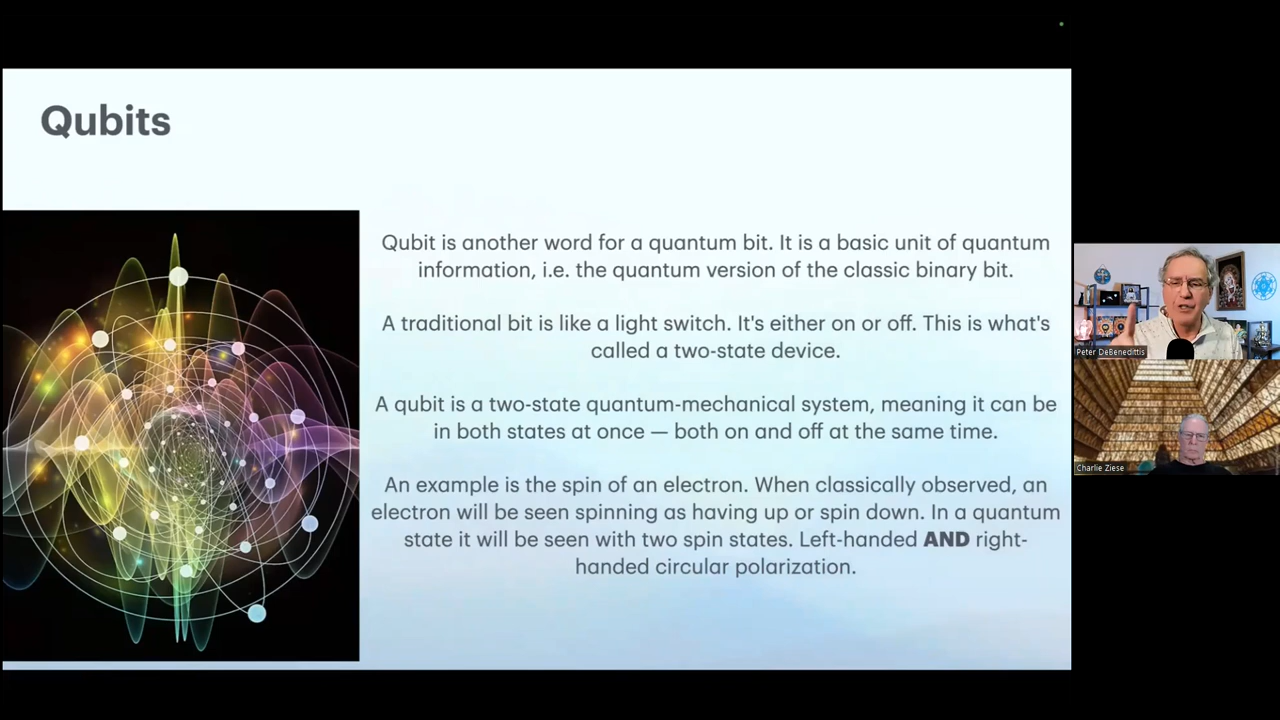 Qubits
Qubit is another word for a quantum bit. It is a basic unit of quantum
information, i.e. the quantum version of the classic binary bit.
A traditional bit is like a light switch. It's either on or off. This is what's
called a two-state device.
A qubit is a two-state quantum-mechanical system, meaning it can be
in both states at once — both on and off at the same time.
An example is the spin of an electron. When classically observed, an
electron will be seen spinning as having up or spin down. In a quantum
state it will be seen with two spin states. Left-handed AND right-
handed circular polarization.
Peter DeBenedittis
Charlie Ziese